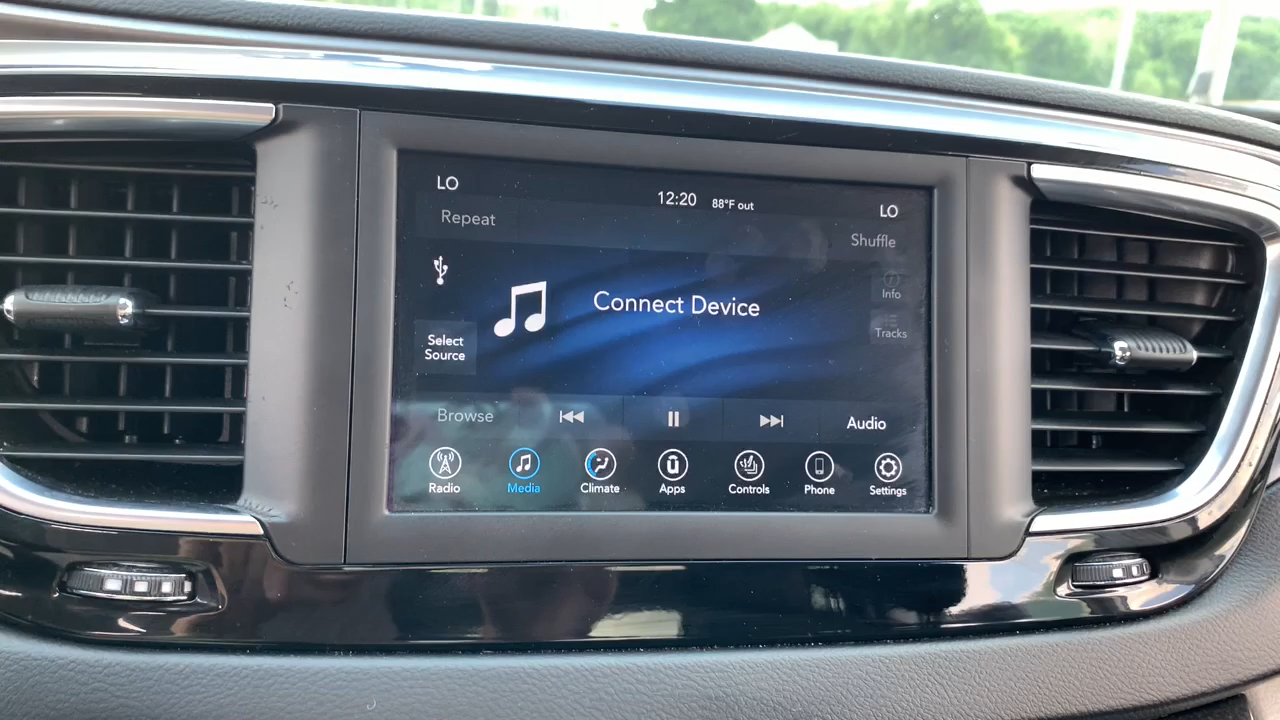 LO
12:20 88°F out
LO
Repeat
Shuffle
Info
Connect Device
Tracks
Select
Source
Browse
Audio
Radio
Media
Climate
Apps
Controls
Phone
Settings